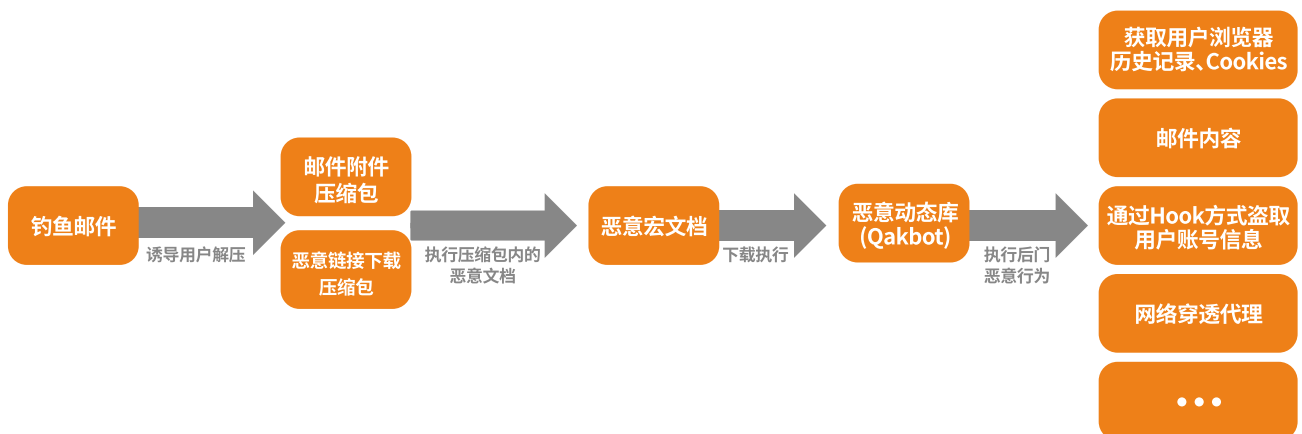 钓鱼邮件
诱导用户解压
邮件附件
压缩包
恶意链接下载
压缩包
执行压缩包内的
恶意文档
恶意宏文档
下载执行
恶意动态库
(Qakbot)
执行后门
恶意行为
获取用户浏览器
历史记录、Cookies
邮件内容
通过Hook方式盗取
用户账号信息
网络穿透代理
•••